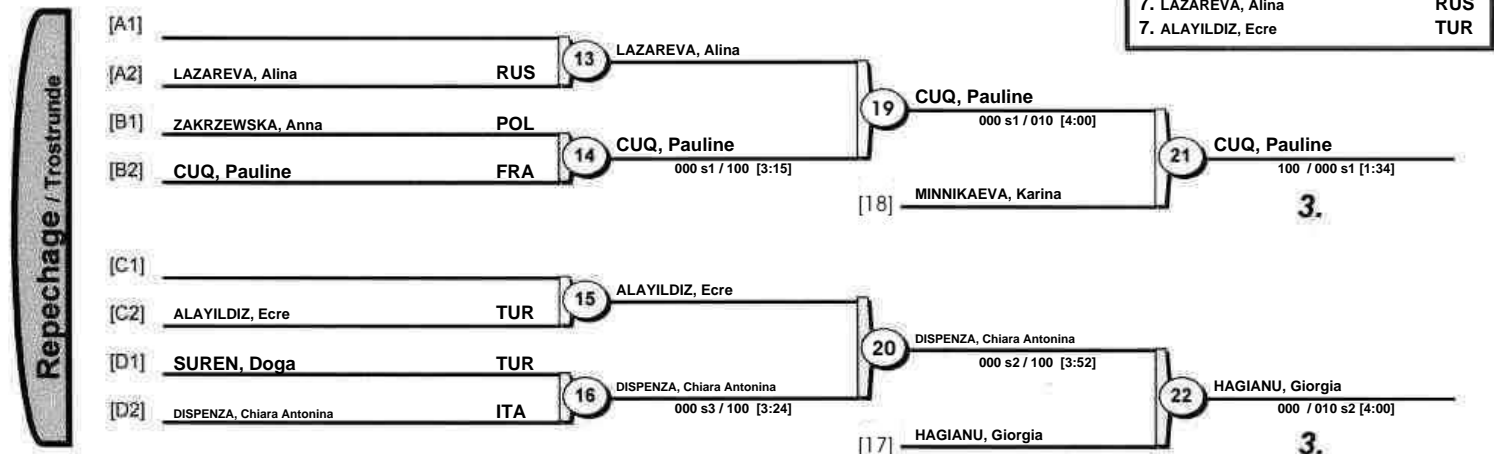 7. LAZAREVA, Alina RUS
7. ALAYILDIZ, Ecre TUR
Repechage / Trostrunde
[A1]
[A2] LAZAREVA, Alina RUS
13 LAZAREVA, Alina
[B1] ZAKRZEWSKA, Anna POL
[B2] CUQ, Pauline FRA
14 CUQ, Pauline
000 s1 / 100 [3:15]
19 CUQ, Pauline
000 s1 / 010 [4:00]
[18] MINNIKAEVA, Karina
21 CUQ, Pauline
100 / 000 s1 [1:34]
3.
[C1]
[C2] ALAYILDIZ, Ecre TUR
15 ALAYILDIZ, Ecre
[D1] SUREN, Doga TUR
[D2] DISPENZA, Chiara Antonina ITA
16 DISPENZA, Chiara Antonina
000 s3 / 100 [3:24]
20 DISPENZA, Chiara Antonina
000 s2 / 100 [3:52]
[17] HAGIANU, Giorgia
22 HAGIANU, Giorgia
000 / 010 s2 [4:00]
3.